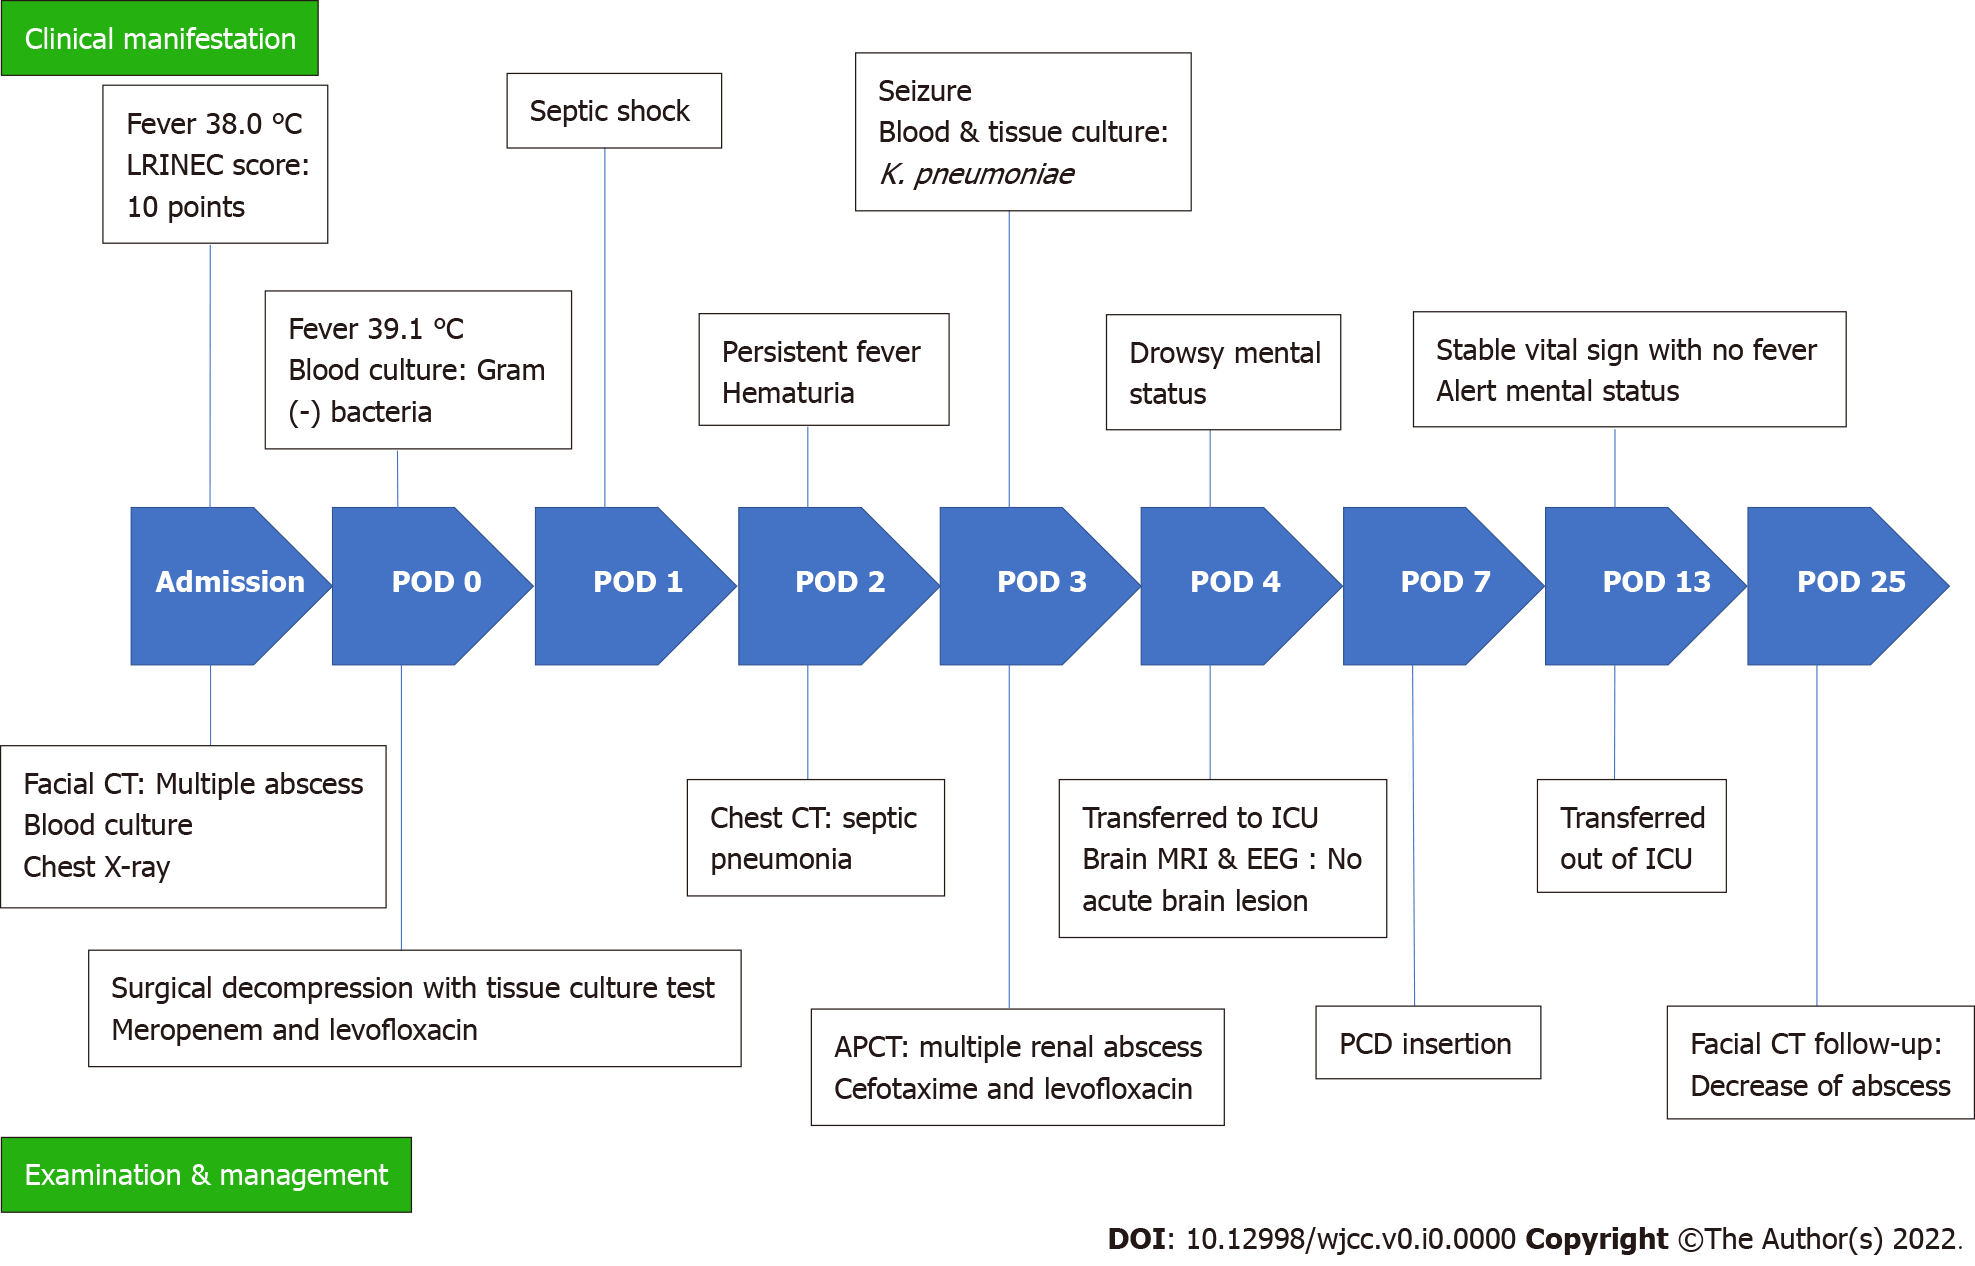 Clinical manifestation
Fever 38.0 °C
LRINEC score:
10 points
Fever 39.1 °C
Blood culture: Gram
(-) bacteria
Septic shock
Persistent fever
Hematuria
Seizure
Blood & tissue culture:
K. pneumoniae
Drowsy mental
status
Stable vital sign with no fever
Alert mental status
Admission
POD 0
POD 1
POD 2
POD 3
POD 4
POD 7
POD 13
POD 25
Facial CT: Multiple abscess
Blood culture
Chest X-ray
Surgical decompression with tissue culture test
Meropenem and levofloxacin
Chest CT: septic
pneumonia
APCT: multiple renal abscess
Cefotaxime and levofloxacin
Transferred to ICU
Brain MRI & EEG : No
acute brain lesion
PCD insertion
Transferred
out of ICU
Facial CT follow-up:
Decrease of abscess
Examination & management
DOI: 10.12998/wjcc.v0.i0.0000 Copyright ©The Author(s) 2022.